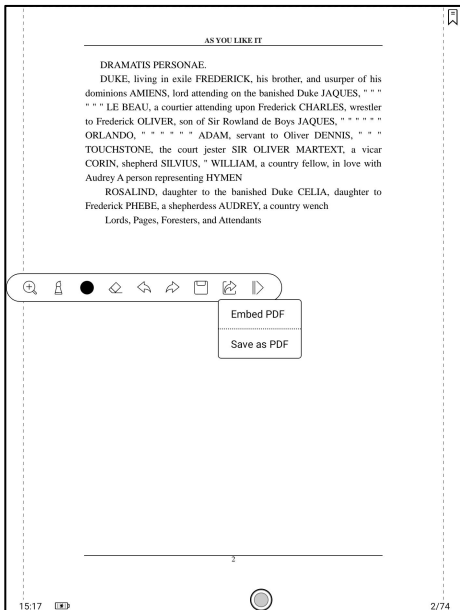 AS YOU LIKE IT
DRAMATIS PERSONAE.
DUKE, living in exile FREDERICK, his brother, and usurper of his
dominions AMIENS, lord attending on the banished Duke JAQUES, " " "
" " " LE BEAU, a courtier attending upon Frederick CHARLES, wrestler
to Frederick OLIVER, son of Sir Rowland de Boys JAQUES, " " " " " "
ORLANDO, " " " " " " ADAM, servant to Oliver DENNIS, " " "
TOUCHSTONE, the court jester SIR OLIVER MARTEXT, a vicar
CORIN, shepherd SILVIUS, " WILLIAM, a country fellow, in love with
Audrey A person representing HYMEN
ROSALIND, daughter to the banished Duke CELIA, daughter to
Frederick PHEBE, a shepherdess AUDREY, a country wench
Lords, Pages, Foresters, and Attendants
Embed PDF
Save as PDF
2
15:17
2/74